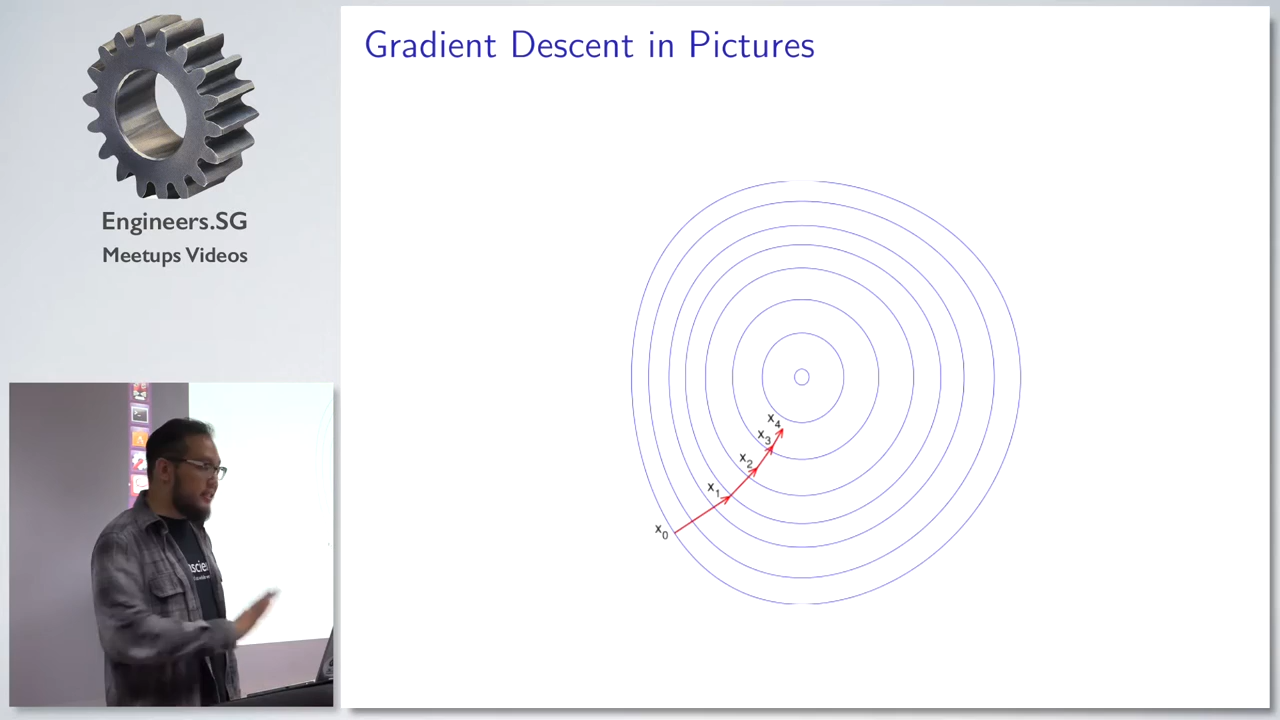 Gradient Descent in Pictures
Engineers.SG
Meetups Videos
x4
x3
x2
x1
x0